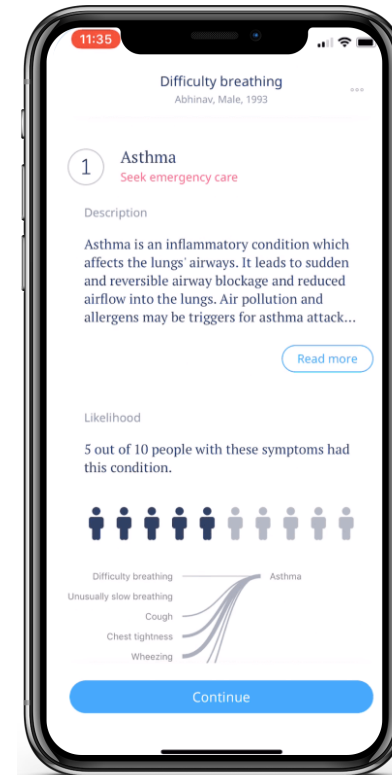 11:35
Difficulty breathing
Abhinav, Male, 1993
1
Asthma
Seek emergency care
Description
Asthma is an inflammatory condition which
affects the lungs' airways. It leads to sudden
and reversible airway blockage and reduced
airflow into the lungs. Air pollution and
allergens may be triggers for asthma attack...
Read more
Likelihood
5 out of 10 people with these symptoms had
this condition.
Difficulty breathing
Asthma
Unusually slow breathing
Cough
Chest tightness
Wheezing
Continue